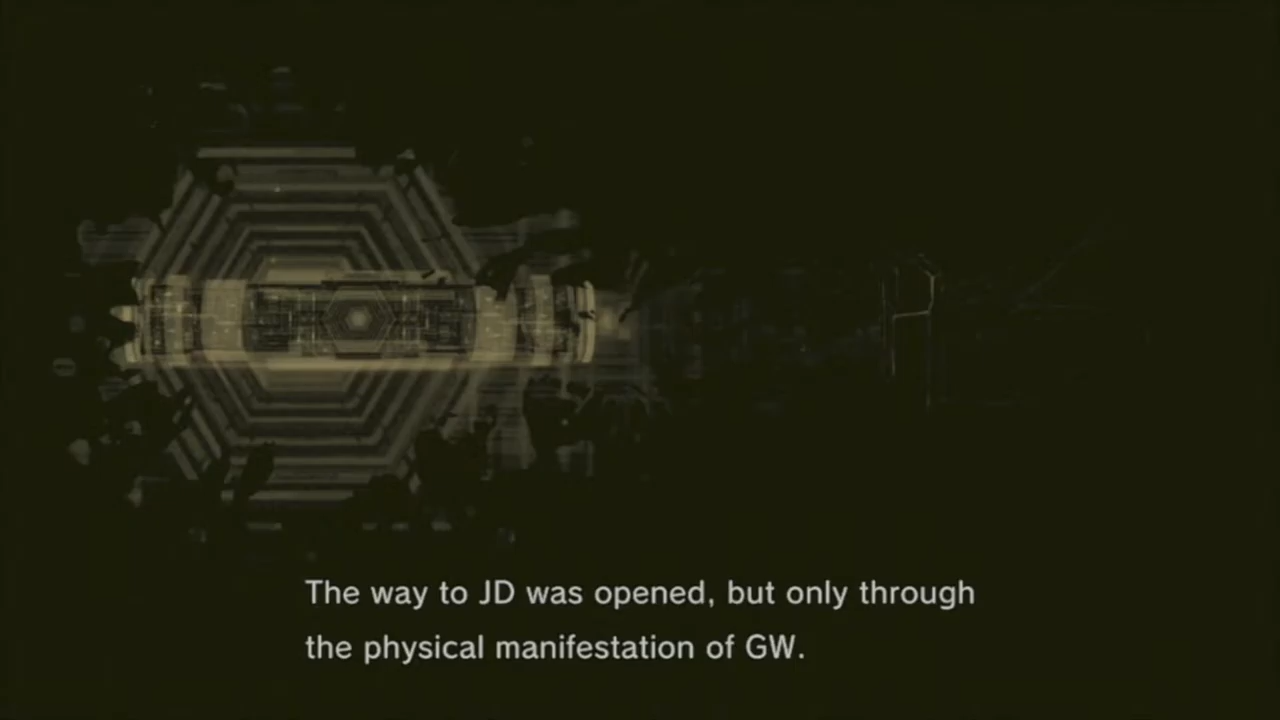 The way to JD was opened, but only through
the physical manifestation of GW.